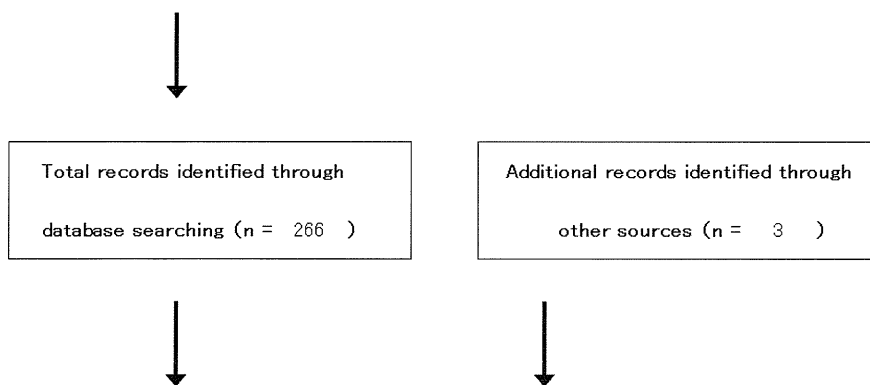 Total records identified through
database searching (n = 266 )
Additional records identified through
other sources (n = 3 )